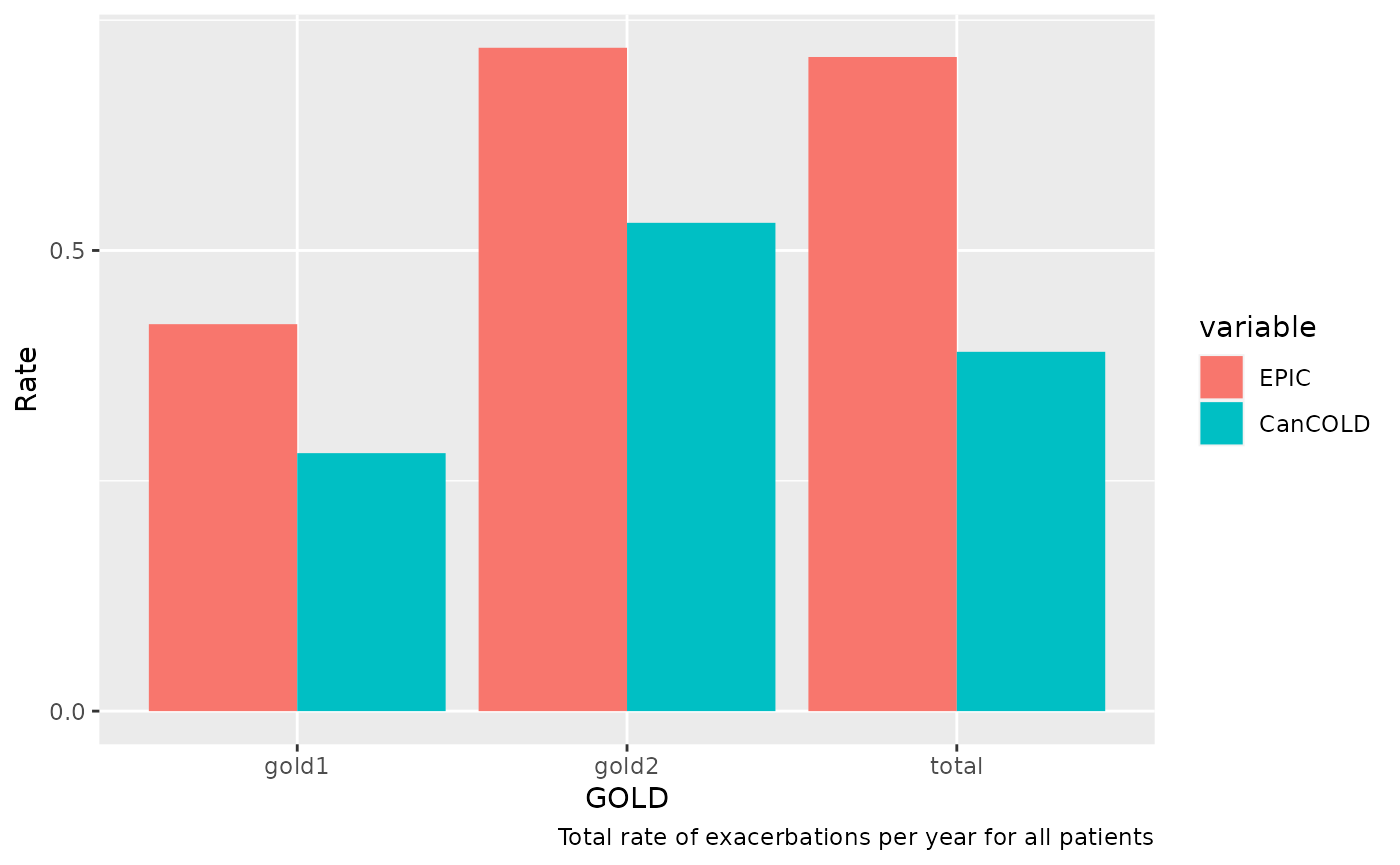 Rate
0.5
0.0
gold1
gold2
total
GOLD
Total rate of exacerbations per year for all patients
variable
EPIC
CanCOLD